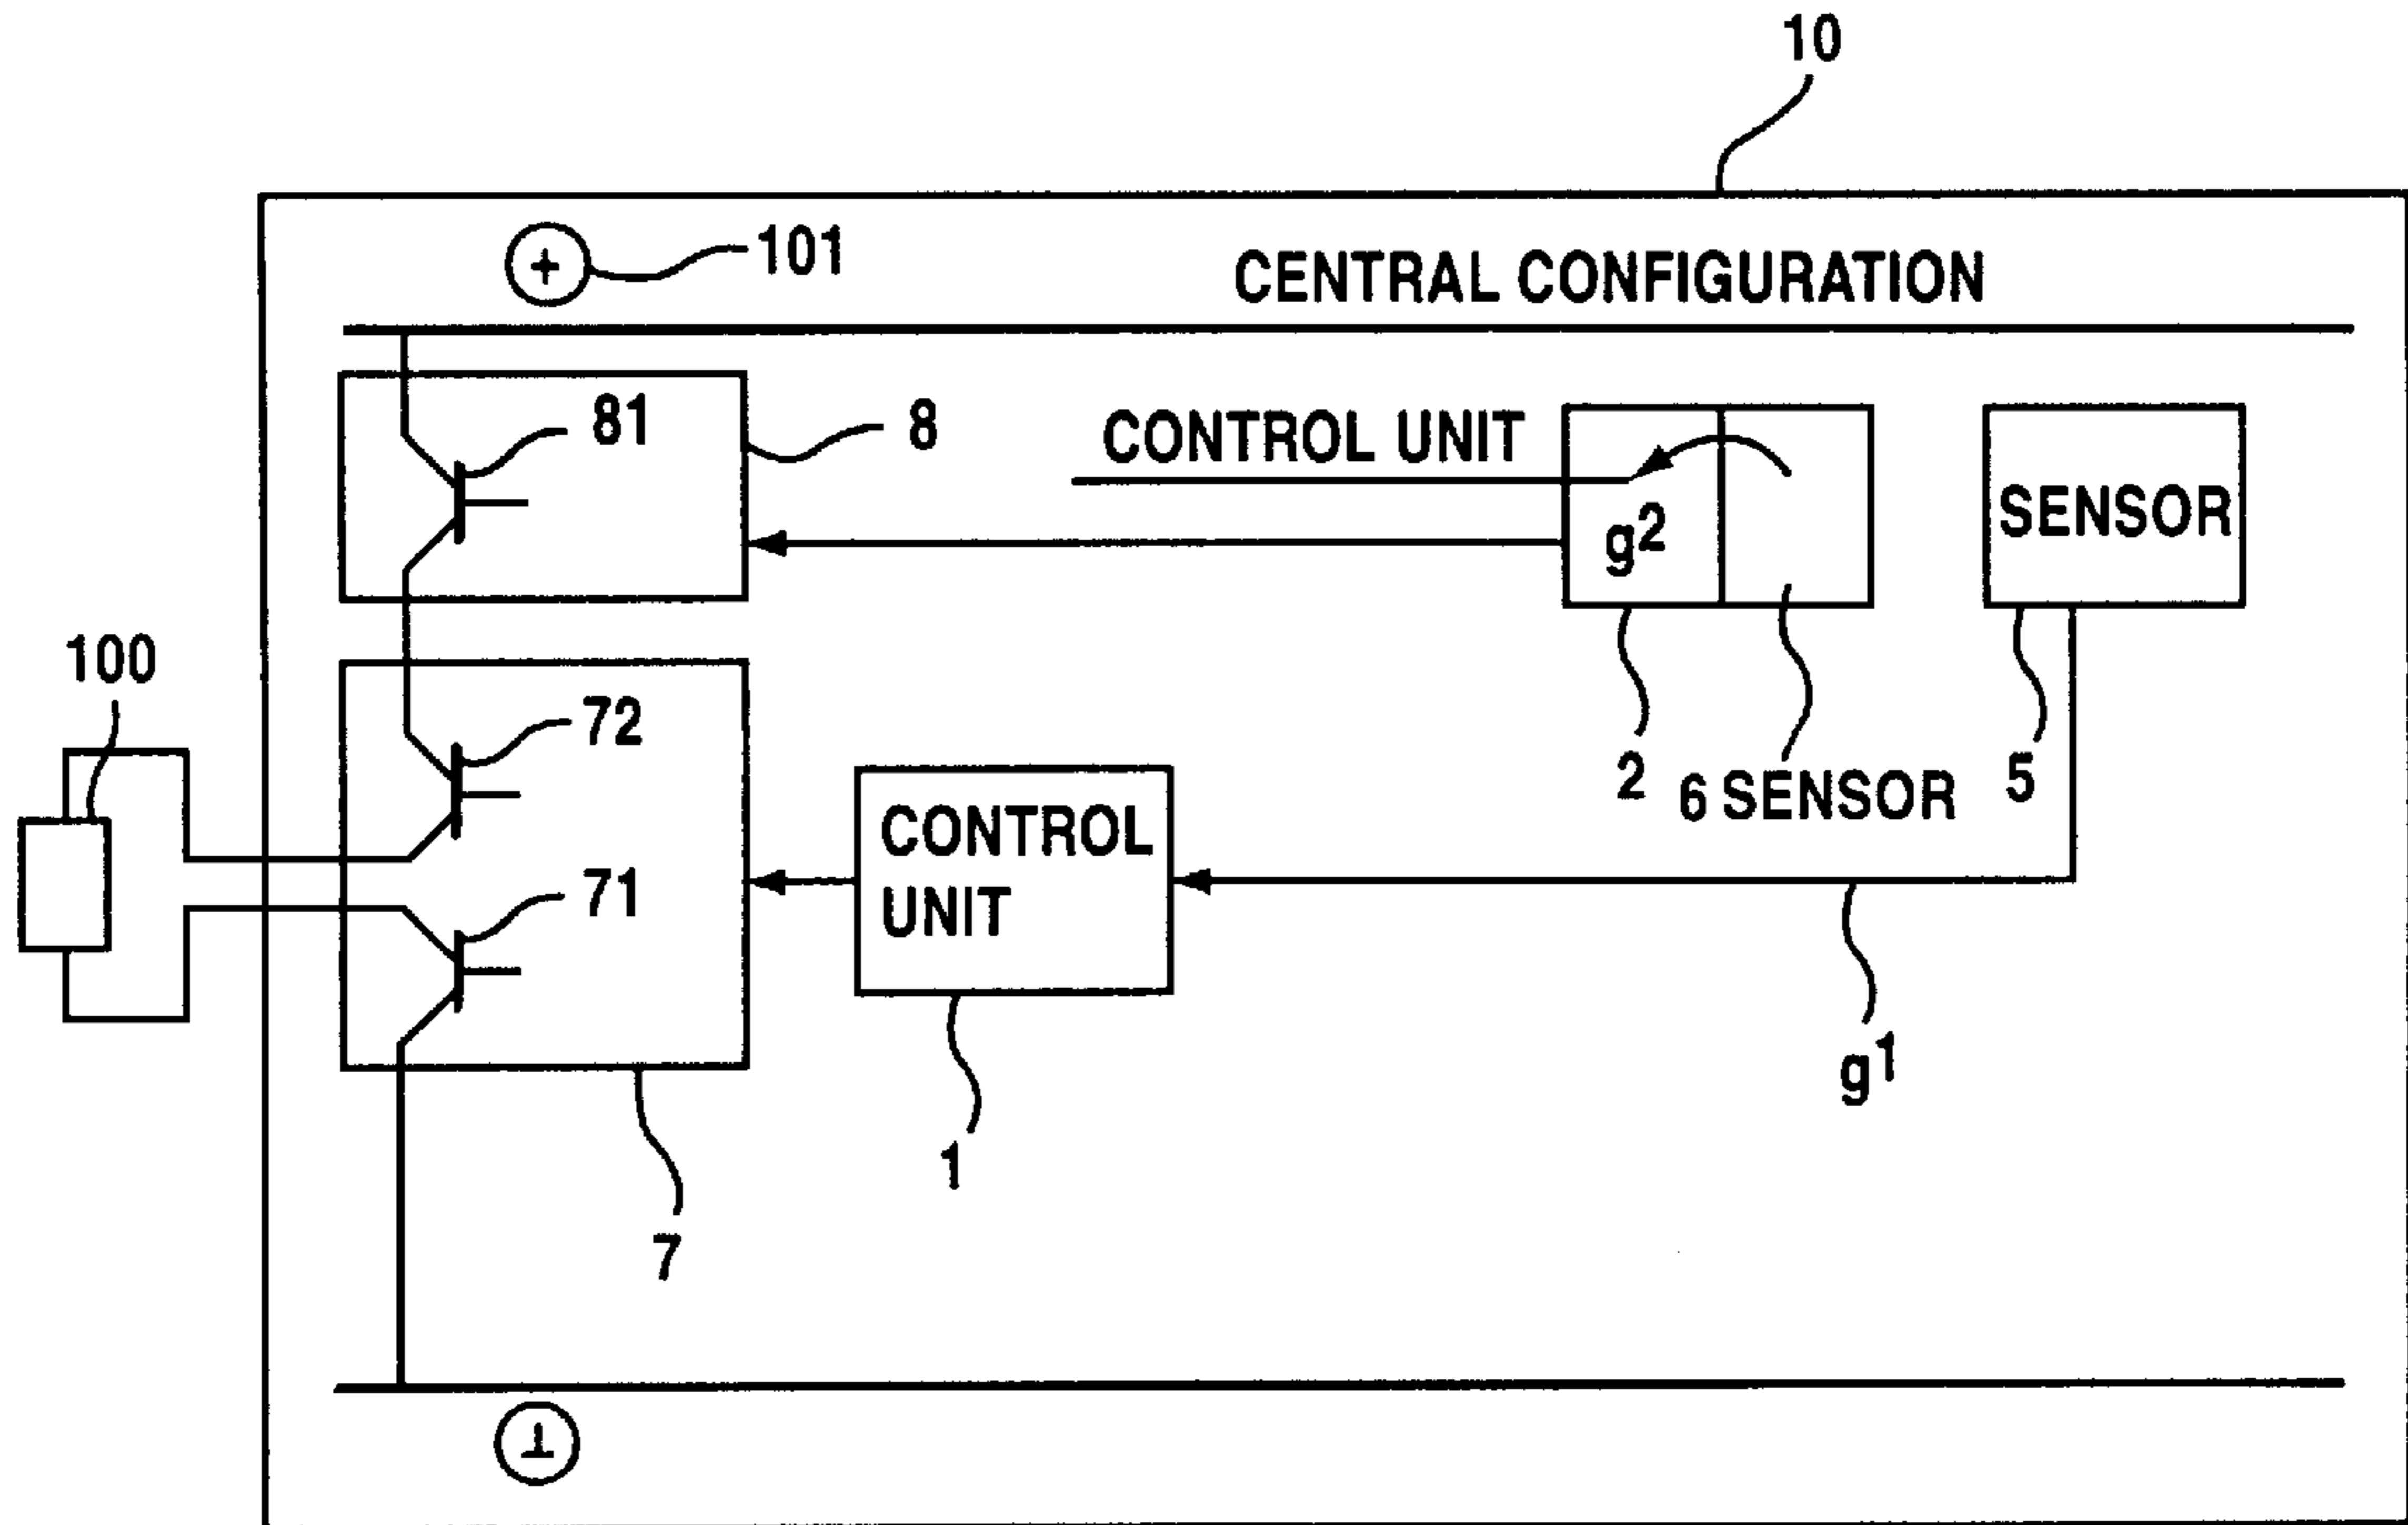 10
+ 101
CENTRAL CONFIGURATION
81
8
CONTROL UNIT
g2
SENSOR
100
72
2
6 SENSOR
5
CONTROL
UNIT
71
g1
1
7